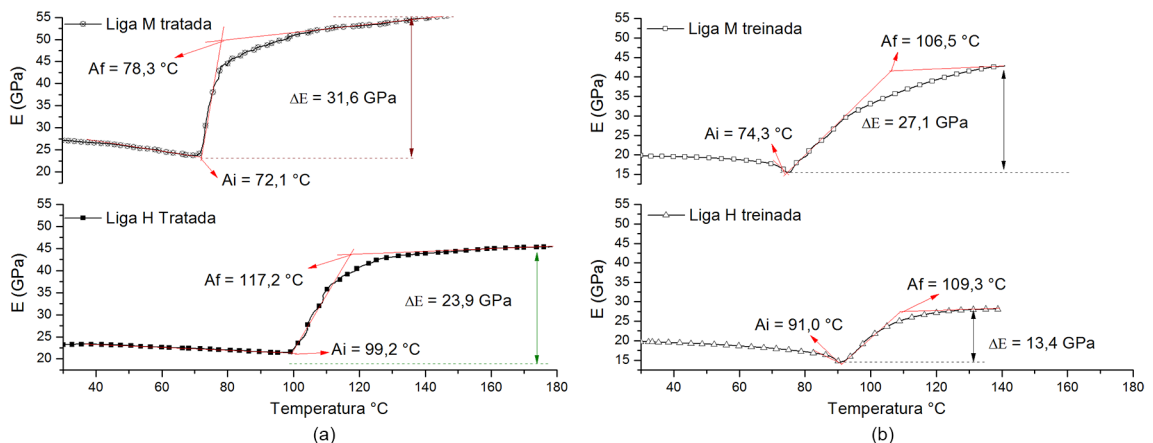 Liga M tratada
Af = 78,3 °C
ΔE = 31,6 GPa
Ai = 72,1 °C
E (GPa)
55
50
45
40
35
30
25
20
Liga H Tratada
Af = 117,2 °C
ΔE = 23,9 GPa
Ai = 99,2 °C
E (GPa)
55
50
45
40
35
30
25
20
40 60 80 100 120 140 160 180
Temperatura °C
(a)
Liga M treinada
Af = 106,5 °C
Ai = 74,3 °C
ΔE = 27,1 GPa
E (GPa)
55
50
45
40
35
30
25
20
15
Liga H treinada
Af = 109,3 °C
Ai = 91,0 °C
ΔE = 13,4 GPa
E (GPa)
55
50
45
40
35
30
25
20
15
40 60 80 100 120 140 160 180
Temperatura °C
(b)